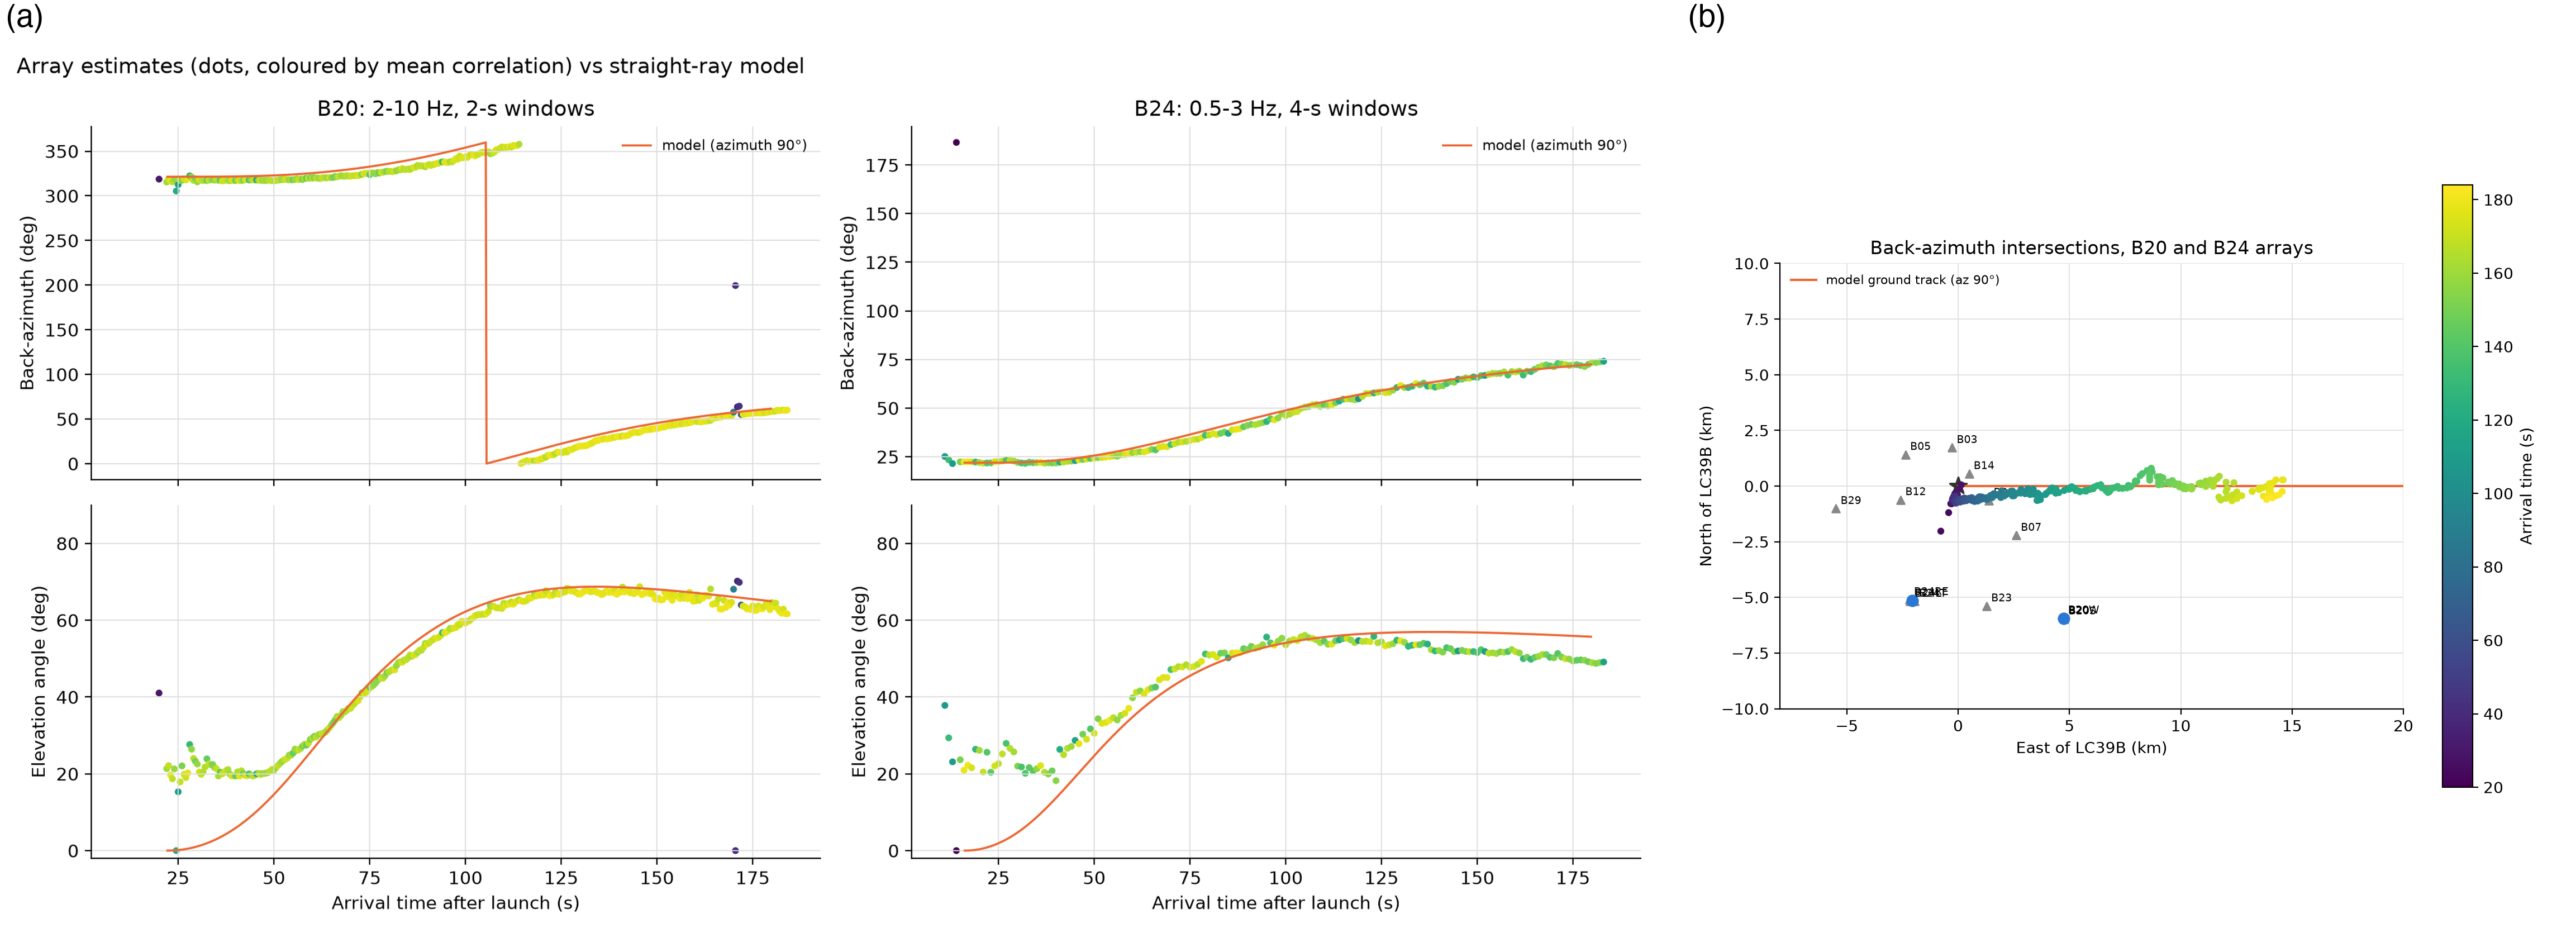 (a)
(b)
Array estimates (dots, coloured by mean correlation) vs straight-ray model
B20: 2-10 Hz, 2-s windows
model (azimuth 90°)
Back-azimuth (deg)
350
300
250
200
150
100
50
0
B24: 0.5-3 Hz, 4-s windows
model (azimuth 90°)
Back-azimuth (deg)
175
150
125
100
75
50
25
Elevation angle (deg)
80
60
40
20
0
25
50
75
100
125
150
175
Arrival time after launch (s)
Elevation angle (deg)
80
60
40
20
0
25
50
75
100
125
150
175
Arrival time after launch (s)
Back-azimuth intersections, B20 and B24 arrays
model ground track (az 90°)
North of LC39B (km)
10.0
7.5
5.0
2.5
0.0
−2.5
−5.0
−7.5
−10.0
B05
B03
B14
B12
B29
B07
B23
−5
0
5
10
15
20
East of LC39B (km)
180
160
140
120
100
80
60
40
20
Arrival time (s)